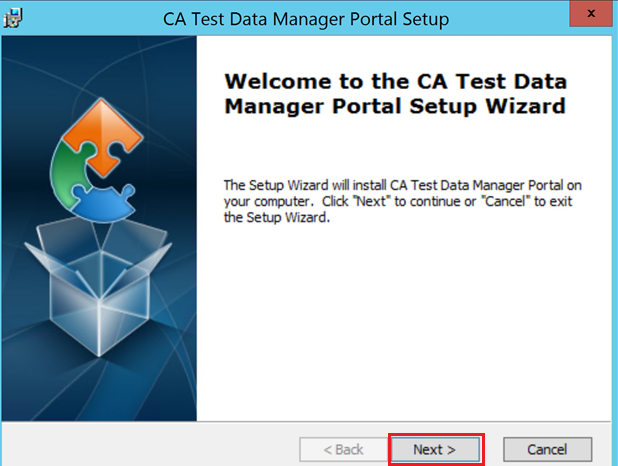 CA Test Data Manager Portal Setup
x
Welcome to the CA Test Data
Manager Portal Setup Wizard
The Setup Wizard will install CA Test Data Manager Portal on
your computer. Click "Next" to continue or "Cancel" to exit
the Setup Wizard.
< Back Next > Cancel